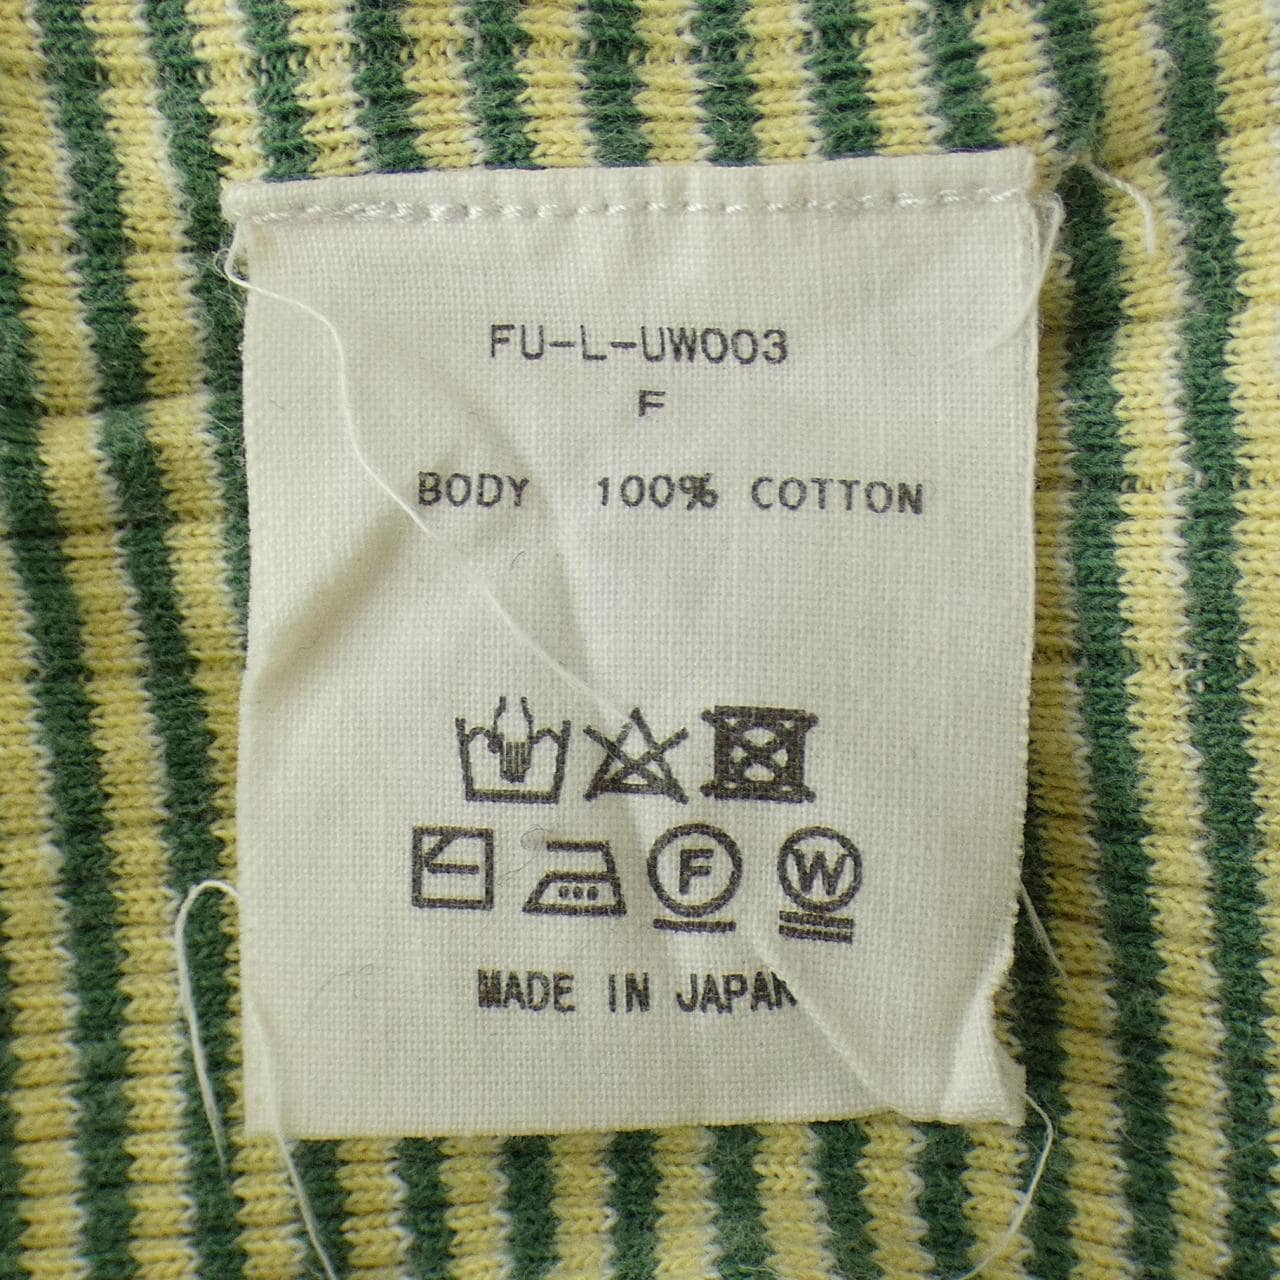 FU-L-UW003
F
BODY 100% COTTON
F W
MADE IN JAPAN